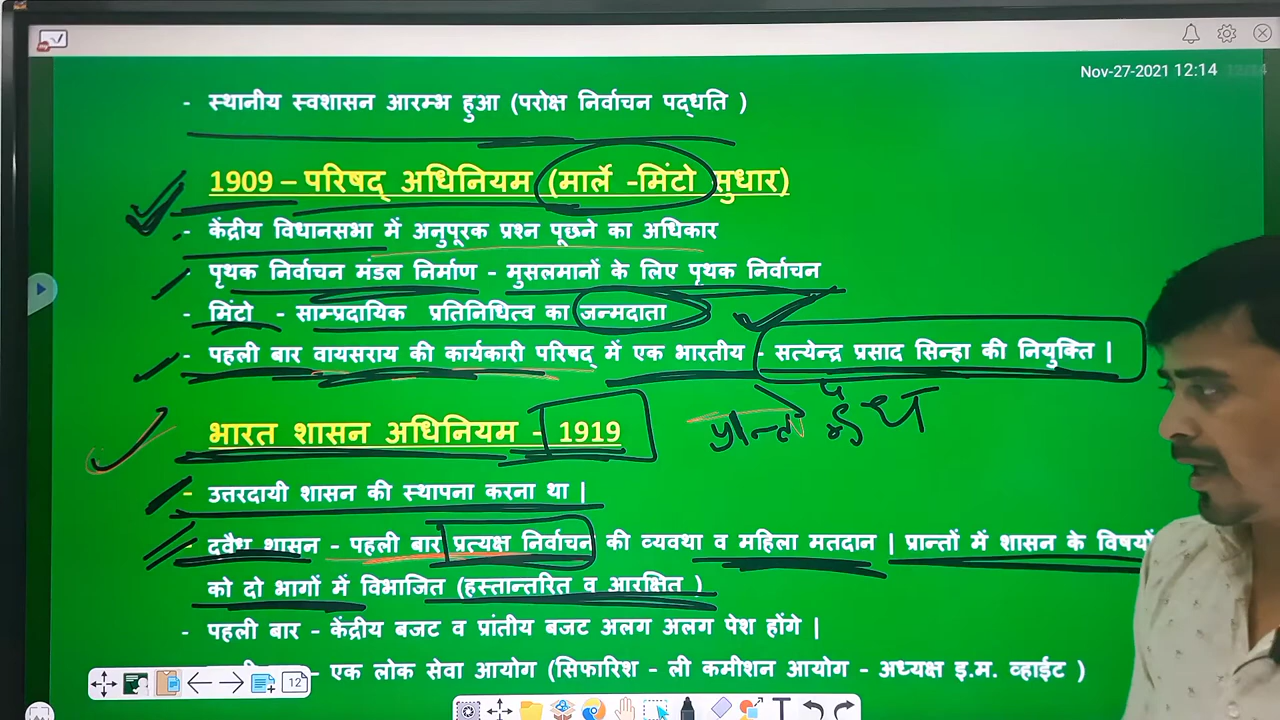 Nov-27-2021 12:14
- स्थानीय स्वशासन आरम्भ हुआ (परोक्ष निर्वाचन पद्धति )
1909 – परिषद् अधिनियम (मार्ले -मिंटो सुधार)
- केंद्रीय विधानसभा में अनुपूरक प्रश्न पूछने का अधिकार
- पृथक निर्वाचन मंडल निर्माण - मुसलमानों के लिए पृथक निर्वाचन
- मिंटो - साम्प्रदायिक प्रतिनिधित्व का जन्मदाता
- पहली बार वायसराय की कार्यकारी परिषद् में एक भारतीय - सत्येन्द्र प्रसाद सिन्हा की नियुक्ति |
भारत शासन अधिनियम - 1919
- उत्तरदायी शासन की स्थापना करना था |
- दवैध शासन - पहली बार प्रत्यक्ष निर्वाचन की व्यवथा व महिला मतदान | प्रान्तों में शासन के विषयों
को दो भागों में विभाजित (हस्तान्तरित व आरक्षित )
- पहली बार - केंद्रीय बजट व प्रांतीय बजट अलग अलग पेश होंगे |
एक लोक सेवा आयोग (सिफारिश - ली कमीशन आयोग - अध्यक्ष इ.म. व्हाईट )
12